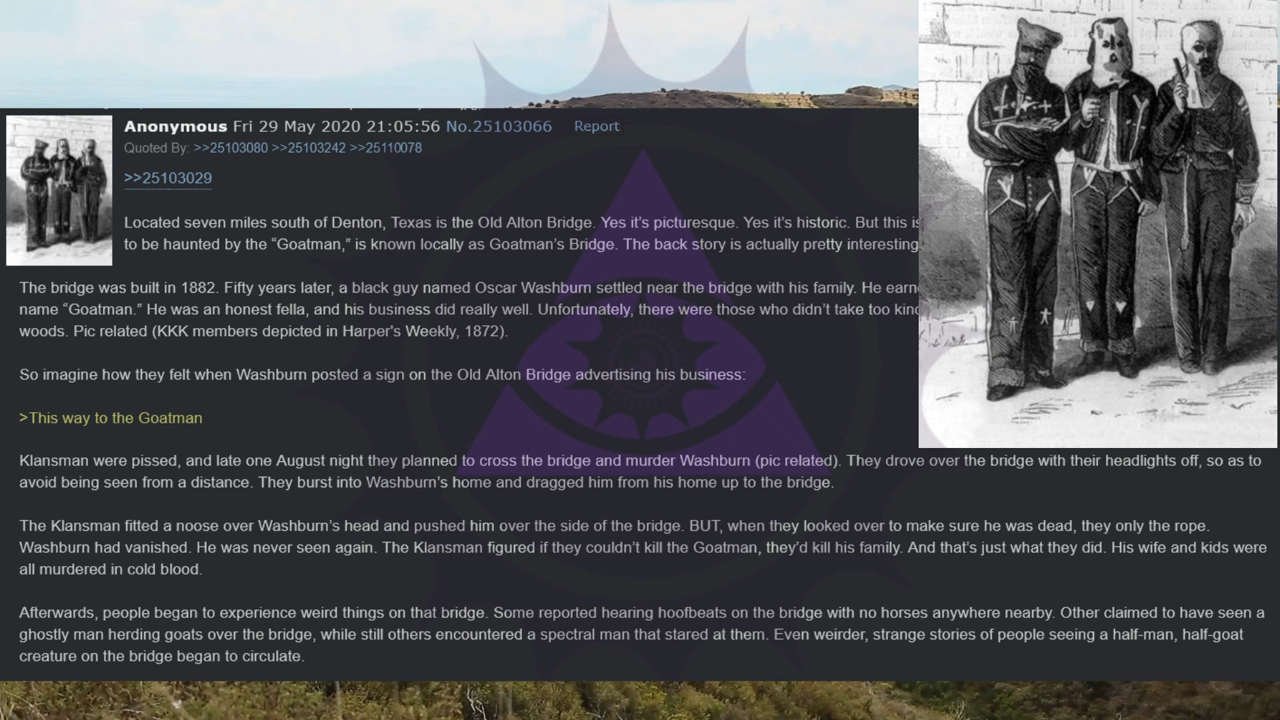 Anonymous Fri 29 May 2020 21:05:56 No.25103066 Report
Quoted By: >>25103080 >>25103242 >>25110078
>>25103029
Located seven miles south of Denton, Texas is the Old Alton Bridge. Yes it's picturesque. Yes it's historic. But this is
to be haunted by the “Goatman,” is known locally as Goatman's Bridge. The back story is actually pretty interesting
The bridge was built in 1882. Fifty years later, a black guy named Oscar Washburn settled near the bridge with his family. He
name “Goatman.” He was an honest fella, and his business did really well. Unfortunately, there were those who didn't take too
woods. Pic related (KKK members depicted in Harper's Weekly, 1872).
So imagine how they felt when Washburn posted a sign on the Old Alton Bridge advertising his business:
>This way to the Goatman
Klansman were pissed, and late one August night they planned to cross the bridge and murder Washburn (pic related). They drove over the bridge with their headlights off, so as to
avoid being seen from a distance. They burst into Washburn's home and dragged him from his home up to the bridge.
The Klansman fitted a noose over Washburn's head and pushed him over the side of the bridge. BUT, when they looked over to make sure he was dead, they only the rope.
Washburn had vanished. He was never seen again. The Klansman figured if they couldn't kill the Goatman, they'd kill his family. And that's just what they did. His wife and kids were
all murdered in cold blood.
Afterwards, people began to experience weird things on that bridge. Some reported hearing hoofbeats on the bridge with no horses anywhere nearby. Other claimed to have seen a
ghostly man herding goats over the bridge, while still others encountered a spectral man that stared at them. Even weirder, strange stories of people seeing a half-man, half-goat
creature on the bridge began to circulate.